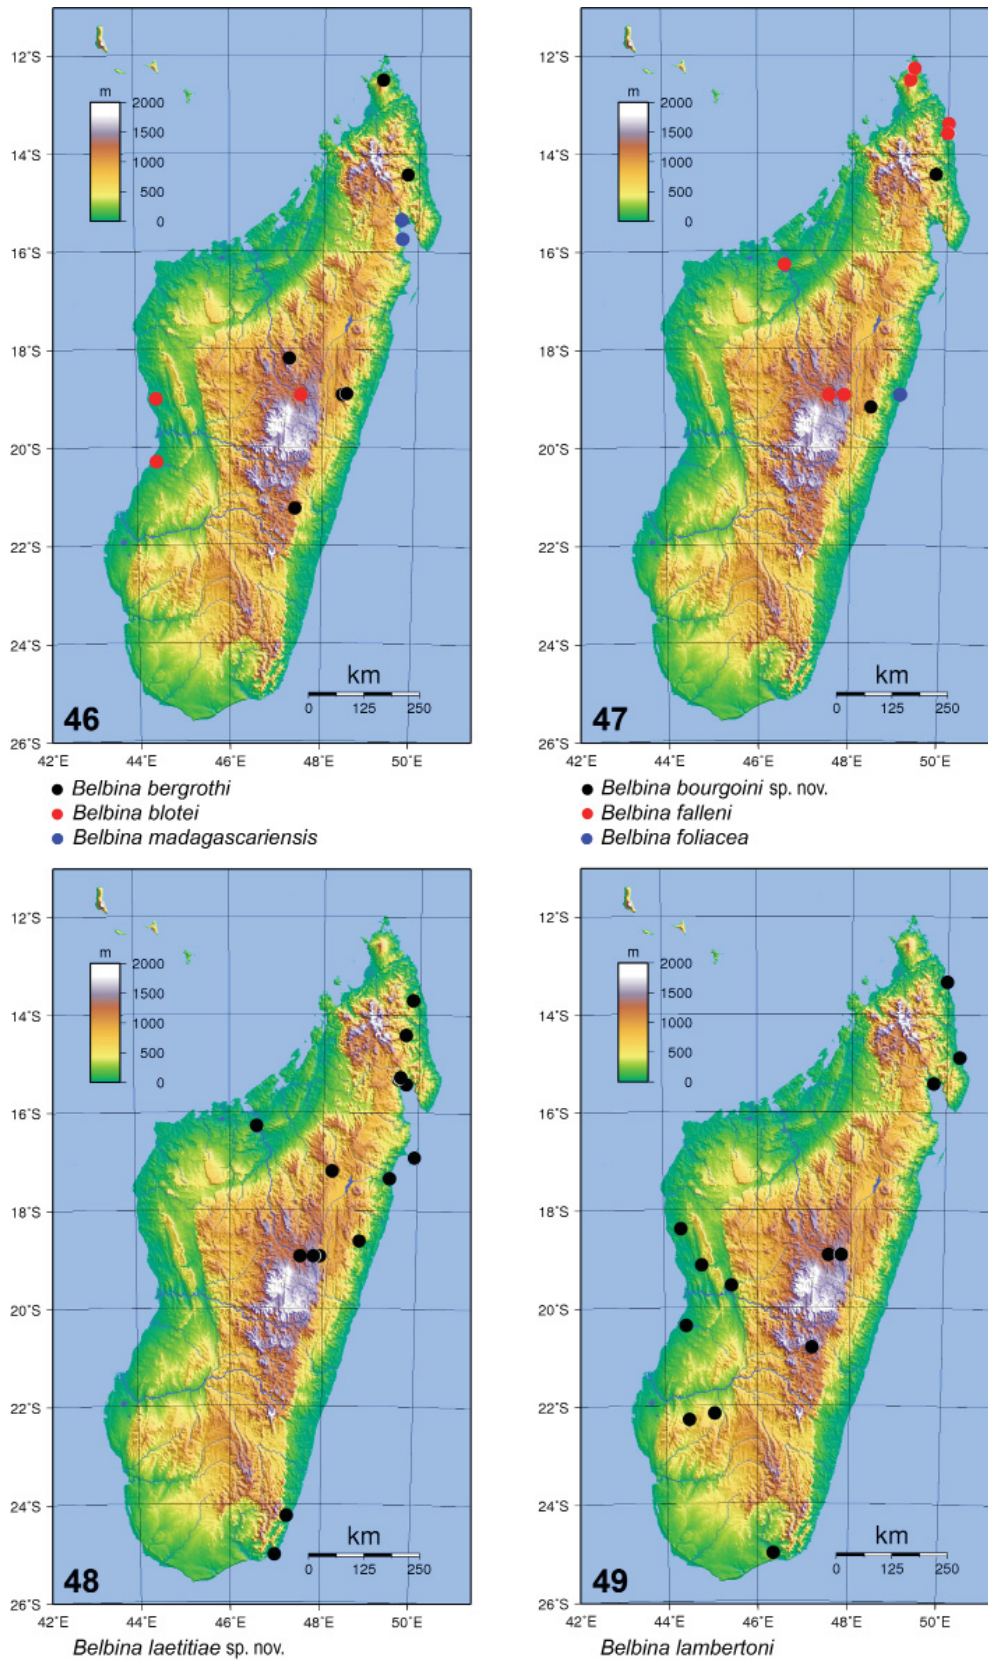 12°S
14°S
16°S
18°S
20°S
22°S
24°S
26°S
m
2000
1500
1000
500
0
km
0 125 250
46
42°E 44°E 46°E 48°E 50°E
Belbina bergrothi
Belbina blotei
Belbina madagascariensis
12°S
14°S
16°S
18°S
20°S
22°S
24°S
26°S
m
2000
1500
1000
500
0
km
0 125 250
47
42°E 44°E 46°E 48°E 50°E
Belbina bourgoini sp. nov.
Belbina falleni
Belbina foliacea
12°S
14°S
16°S
18°S
20°S
22°S
24°S
26°S
m
2000
1500
1000
500
0
km
0 125 250
48
42°E 44°E 46°E 48°E 50°E
Belbina laetitiae sp. nov.
12°S
14°S
16°S
18°S
20°S
22°S
24°S
26°S
m
2000
1500
1000
500
0
km
0 125 250
49
42°E 44°E 46°E 48°E 50°E
Belbina lambertoni